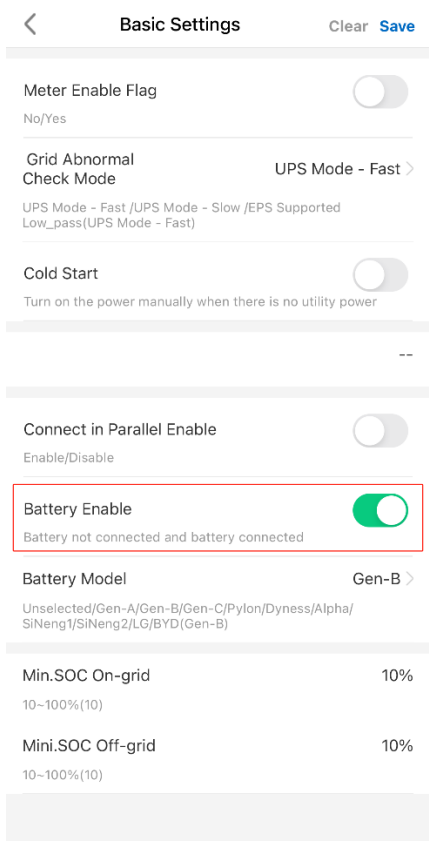 Basic Settings
Clear Save
Meter Enable Flag
No/Yes
Grid Abnormal
Check Mode
UPS Mode - Fast
UPS Mode - Fast /UPS Mode - Slow /EPS Supported
Low_pass(UPS Mode - Fast)
Cold Start
Turn on the power manually when there is no utility power
--
Connect in Parallel Enable
Enable/Disable
Battery Enable
Battery not connected and battery connected
Battery Model
Gen-B
Unselected/Gen-A/Gen-B/Gen-C/Pylon/Dyness/Alpha/
SiNeng1/SiNeng2/LG/BYD(Gen-B)
Min.SOC On-grid
10%
10~100%(10)
Mini.SOC Off-grid
10%
10~100%(10)